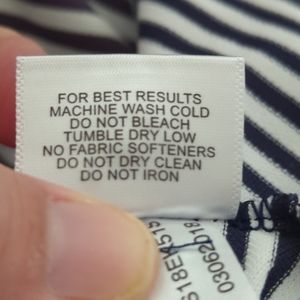 FOR BEST RESULTS
MACHINE WASH COLD
DO NOT BLEACH
TUMBLE DRY LOW
NO FABRIC SOFTENERS
DO NOT DRY CLEAN
DO NOT IRON